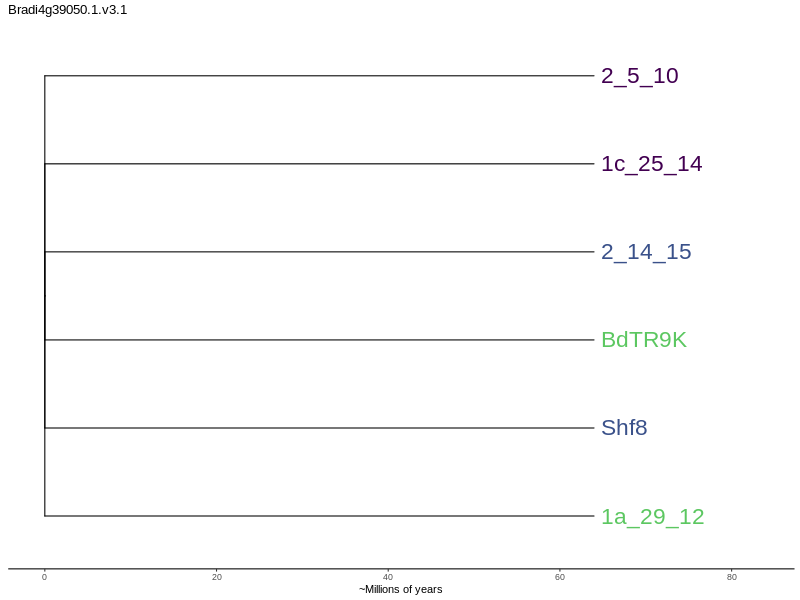 Bradi4g39050.1.v3.1
2_5_10
1c_25_14
2_14_15
BdTR9K
Shf8
1a_29_12
0 20 40 60 80
~Millions of years